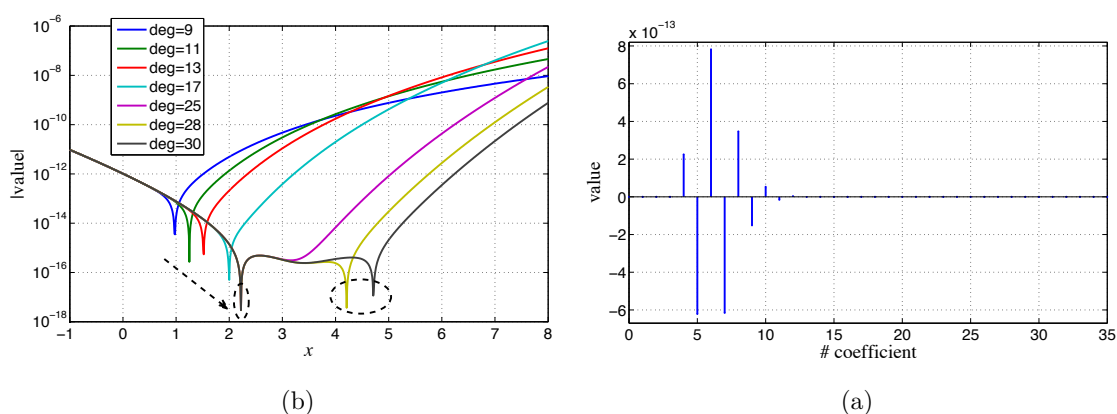 10^-6
10^-8
10^-10
10^-12
10^-14
10^-16
10^-18
|value|
deg=9
deg=11
deg=13
deg=17
deg=25
deg=28
deg=30
−1 0 1 2 3 4 5 6 7 8
x
(b)
x 10^-13
8
6
4
2
0
−2
−4
−6
value
0 5 10 15 20 25 30 35
# coefficient
(a)